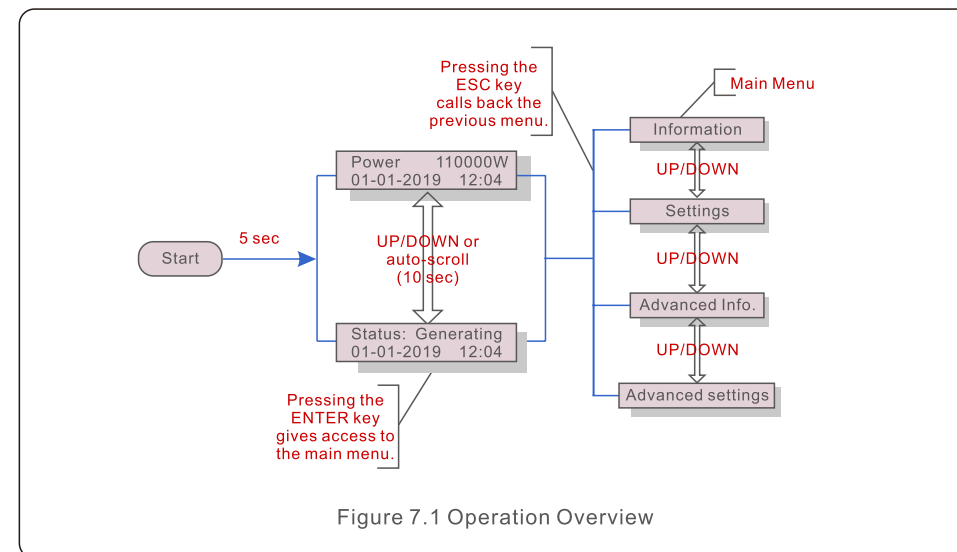 Pressing the
ESC key
calls back the
previous menu.
Main Menu
Information
UP/DOWN
Settings
UP/DOWN
Advanced Info.
UP/DOWN
Advanced settings
Power 110000W
01-01-2019 12:04
5 sec
Start
UP/DOWN or
auto-scroll
(10 sec)
Status: Generating
01-01-2019 12:04
Pressing the
ENTER key
gives access to
the main menu.
Figure 7.1 Operation Overview